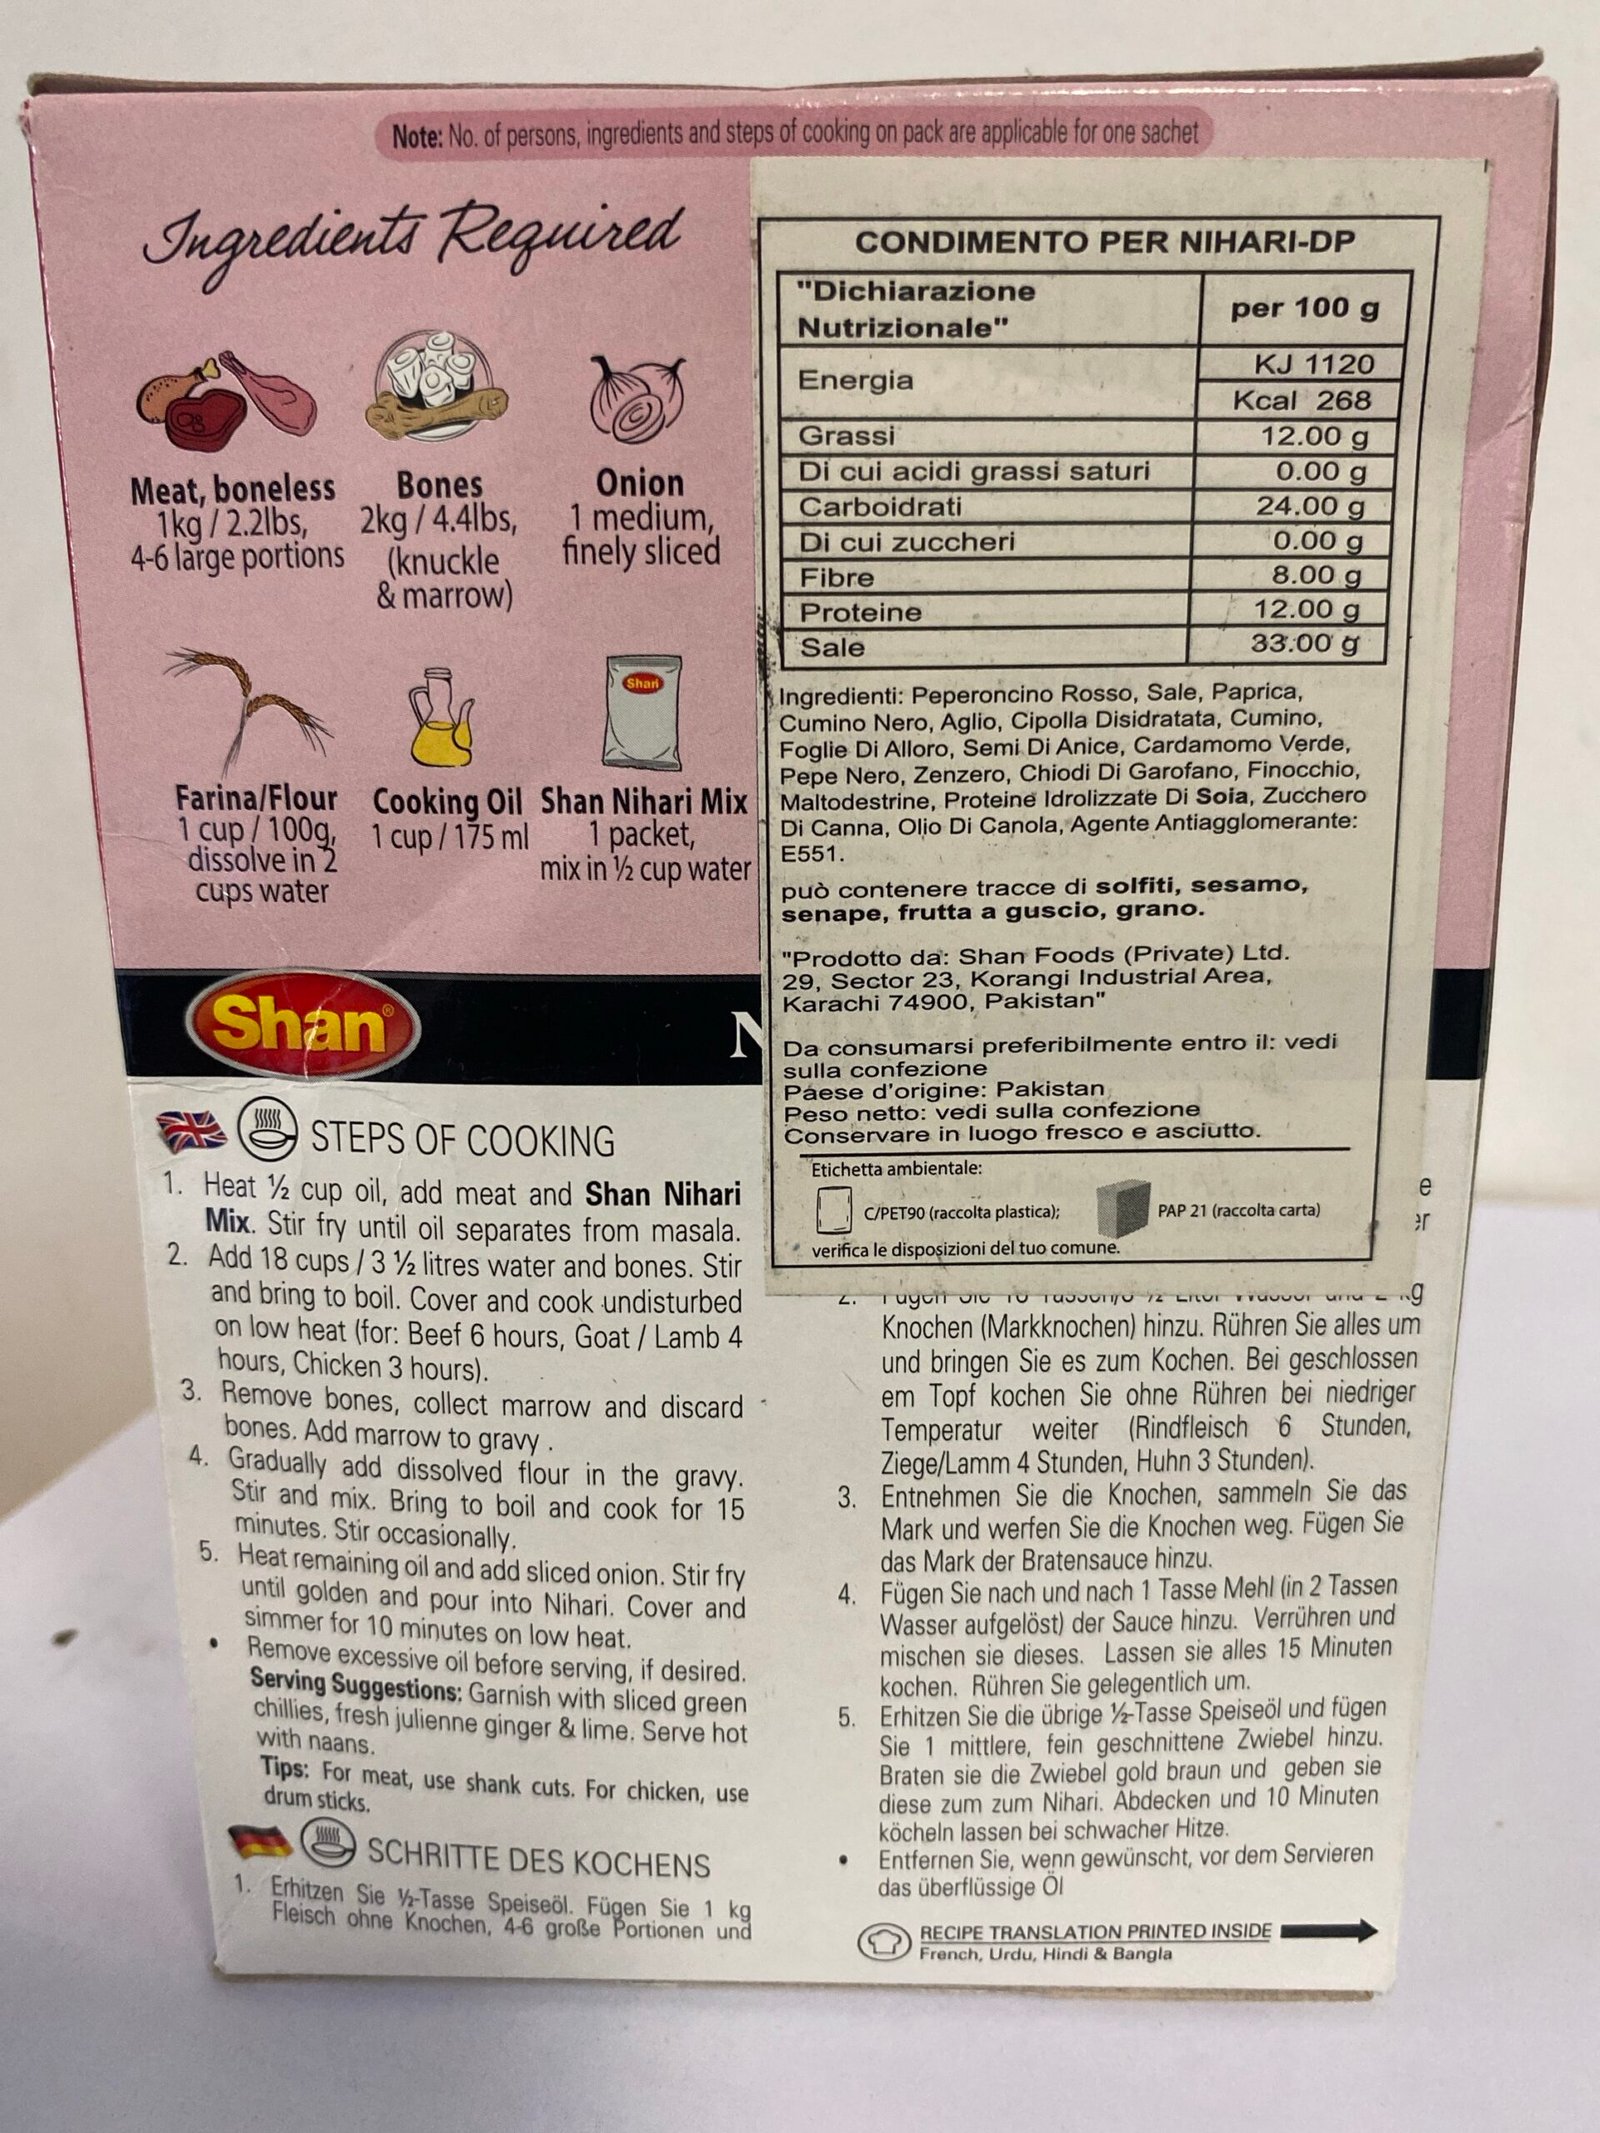 Note: No. of persons, ingredients and steps of cooking on pack are applicable for one sachet
Ingredients Required
Meat, boneless
1kg / 2.2lbs,
4-6 large portions
Bones
2kg / 4.4lbs,
(knuckle
& marrow)
Onion
1 medium,
finely sliced
Farina/Flour
1 cup / 100g,
dissolve in 2
cups water
Cooking Oil
1 cup / 175 ml
Shan
Shan Nihari Mix
1 packet,
mix in ½ cup water
Shan®
N
STEPS OF COOKING
1. Heat ½ cup oil, add meat and Shan Nihari
Mix. Stir fry until oil separates from masala.
2. Add 18 cups / 3 ½ litres water and bones. Stir
and bring to boil. Cover and cook undisturbed
on low heat (for: Beef 6 hours, Goat / Lamb 4
hours, Chicken 3 hours).
3. Remove bones, collect marrow and discard
bones. Add marrow to gravy .
4. Gradually add dissolved flour in the gravy.
Stir and mix. Bring to boil and cook for 15
minutes. Stir occasionally.
5. Heat remaining oil and add sliced onion. Stir fry
until golden and pour into Nihari. Cover and
simmer for 10 minutes on low heat.
• Remove excessive oil before serving, if desired.
Serving Suggestions: Garnish with sliced green
chillies, fresh julienne ginger & lime. Serve hot
with naans.
Tips: For meat, use shank cuts. For chicken, use
drum sticks.
SCHRITTE DES KOCHENS
1. Erhitzen Sie ½-Tasse Speiseöl. Fügen Sie 1 kg
Fleisch ohne Knochen, 4-6 große Portionen und
CONDIMENTO PER NIHARI-DP
"Dichiarazione
Nutrizionale"
per 100 g
Energia
KJ 1120
Kcal 268
Grassi 12.00 g
Di cui acidi grassi saturi 0.00 g
Carboidrati 24.00 g
Di cui zuccheri 0.00 g
Fibre 8.00 g
Proteine 12.00 g
Sale 33.00 g
Ingredienti: Peperoncino Rosso, Sale, Paprica,
Cumino Nero, Aglio, Cipolla Disidratata, Cumino,
Foglie Di Alloro, Semi Di Anice, Cardamomo Verde,
Pepe Nero, Zenzero, Chiodi Di Garofano, Finocchio,
Maltodestrine, Proteine Idrolizzate Di Soia, Zucchero
Di Canna, Olio Di Canola, Agente Antiagglomerante:
E551.
può contenere tracce di solfiti, sesamo,
senape, frutta a guscio, grano.
"Prodotto da: Shan Foods (Private) Ltd.
29, Sector 23, Korangi Industrial Area,
Karachi 74900, Pakistan"
Da consumarsi preferibilmente entro il: vedi
sulla confezione
Paese d'origine: Pakistan
Peso netto: vedi sulla confezione
Conservare in luogo fresco e asciutto.
Etichetta ambientale:
C/PET90 (raccolta plastica);
PAP 21 (raccolta carta)
verifica le disposizioni del tuo comune.
e
er
2. kg
Knochen (Markknochen) hinzu. Rühren Sie alles um
und bringen Sie es zum Kochen. Bei geschlossen
em Topf kochen Sie ohne Rühren bei niedriger
Temperatur weiter (Rindfleisch 6 Stunden,
Ziege/Lamm 4 Stunden, Huhn 3 Stunden).
3. Entnehmen Sie die Knochen, sammeln Sie das
Mark und werfen Sie die Knochen weg. Fügen Sie
das Mark der Bratensauce hinzu.
4. Fügen Sie nach und nach 1 Tasse Mehl (in 2 Tassen
Wasser aufgelöst) der Sauce hinzu. Verrühren und
mischen sie dieses. Lassen sie alles 15 Minuten
kochen. Rühren Sie gelegentlich um.
5. Erhitzen Sie die übrige ½-Tasse Speiseöl und fügen
Sie 1 mittlere, fein geschnittene Zwiebel hinzu.
Braten sie die Zwiebel gold braun und geben sie
diese zum zum Nihari. Abdecken und 10 Minuten
köcheln lassen bei schwacher Hitze.
• Entfernen Sie, wenn gewünscht, vor dem Servieren
das überflüssige Öl
RECIPE TRANSLATION PRINTED INSIDE
French, Urdu, Hindi & Bangla